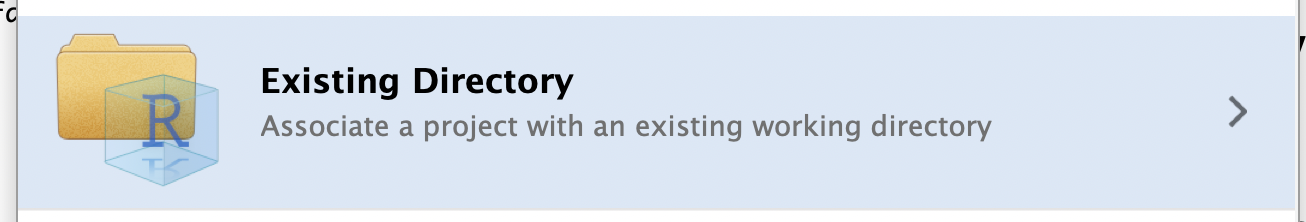 Existing Directory
Associate a project with an existing working directory
R